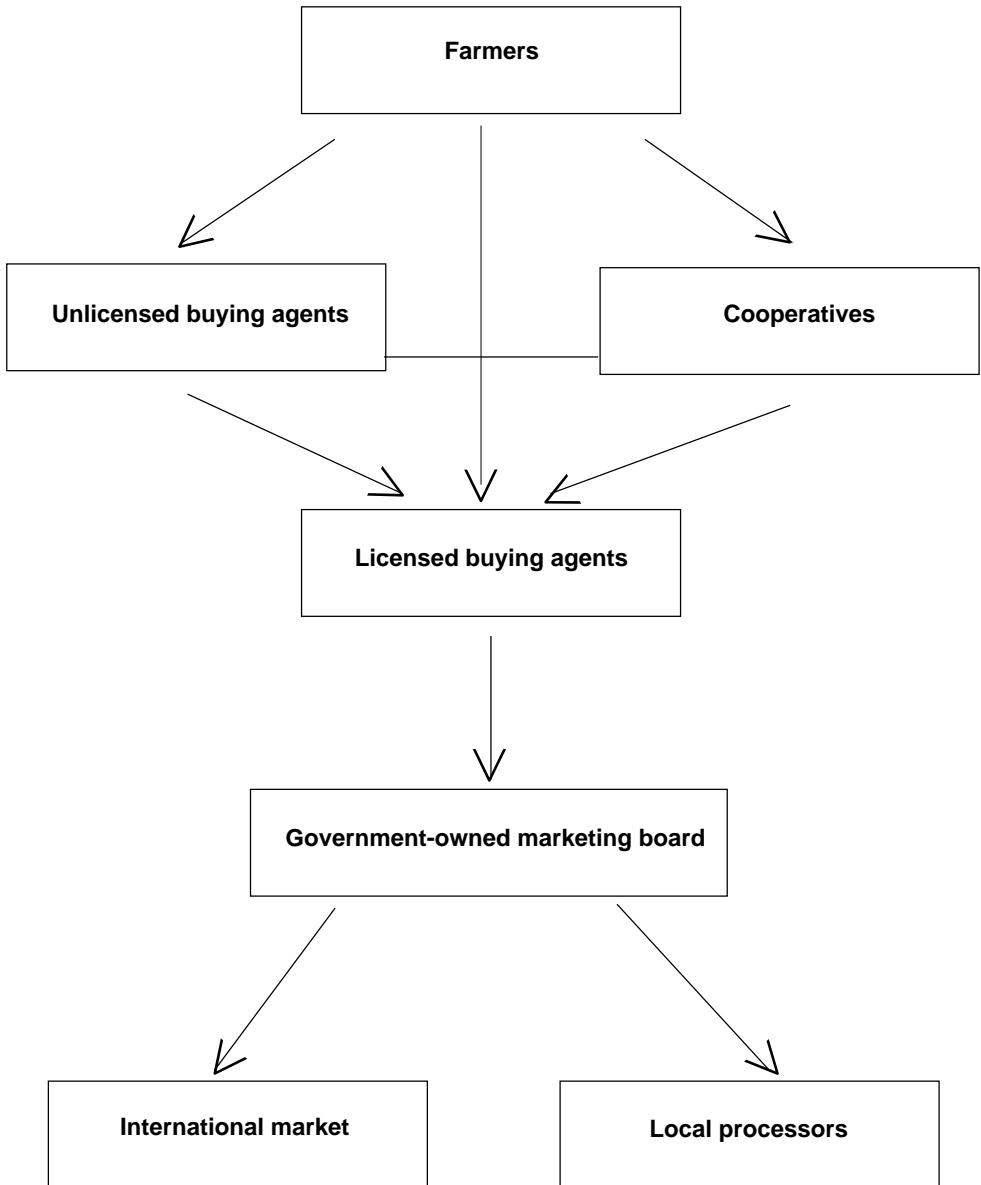 Farmers
Unlicensed buying agents
Cooperatives
Licensed buying agents
Government-owned marketing board
International market
Local processors